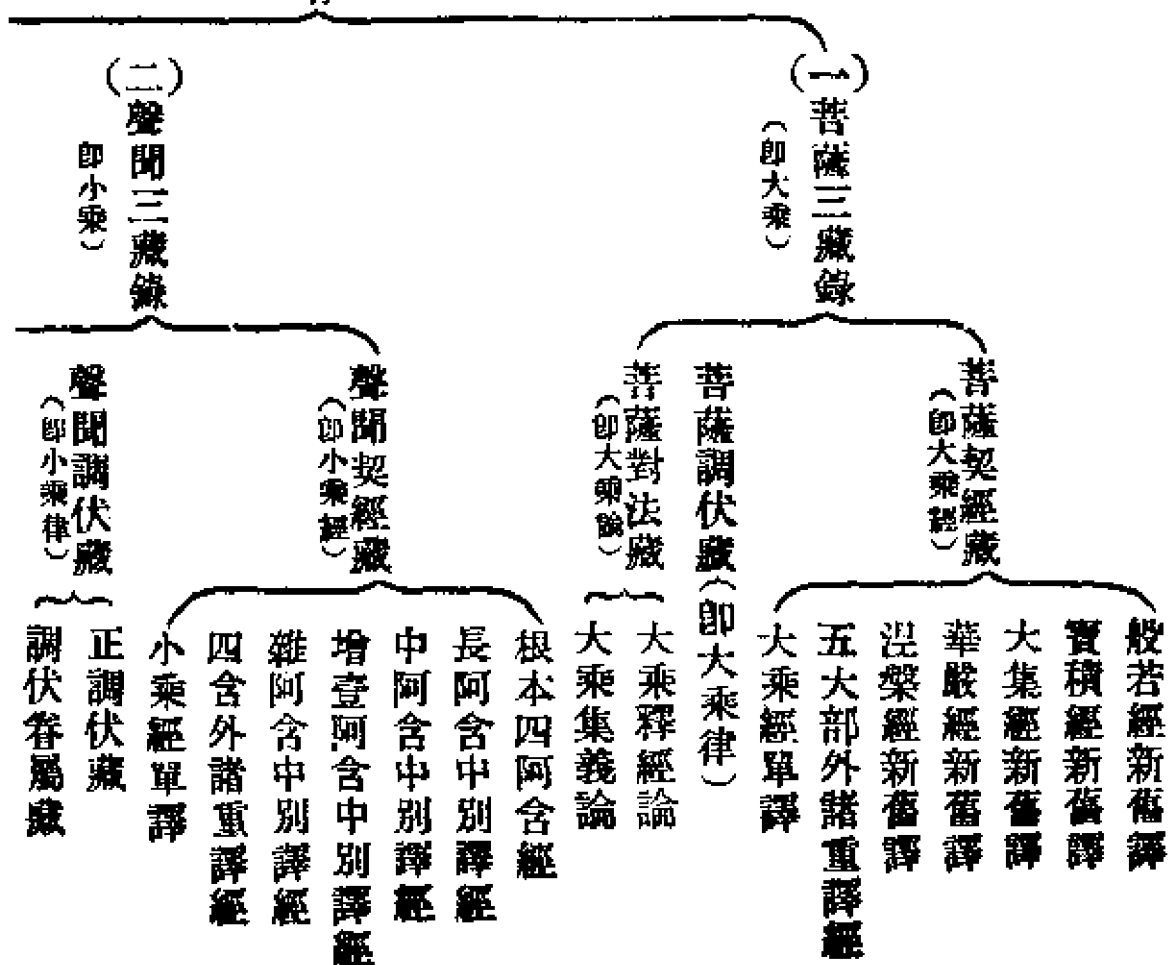 (一)菩薩三藏錄
(卽大乘)
菩薩契經藏
(卽大乘經)
般若經新舊譯
寶積經新舊譯
大集經新舊譯
華嚴經新舊譯
涅槃經新舊譯
五大部外諸重譯經
大乘經單譯
菩薩調伏藏(卽大乘律)
菩薩對法藏
(卽大乘論)
大乘釋經論
大乘集義論
(二)聲聞三藏錄
卽小乘)
聲聞契經藏
(卽小乘經)
根本四阿含經
長阿含中別譯經
中阿含中別譯經
增壹阿含中別譯經
雜阿含中別譯經
四含外諸重譯經
小乘經單譯
聲聞調伏藏
(卽小乘律)
正調伏藏
調伏眷屬藏